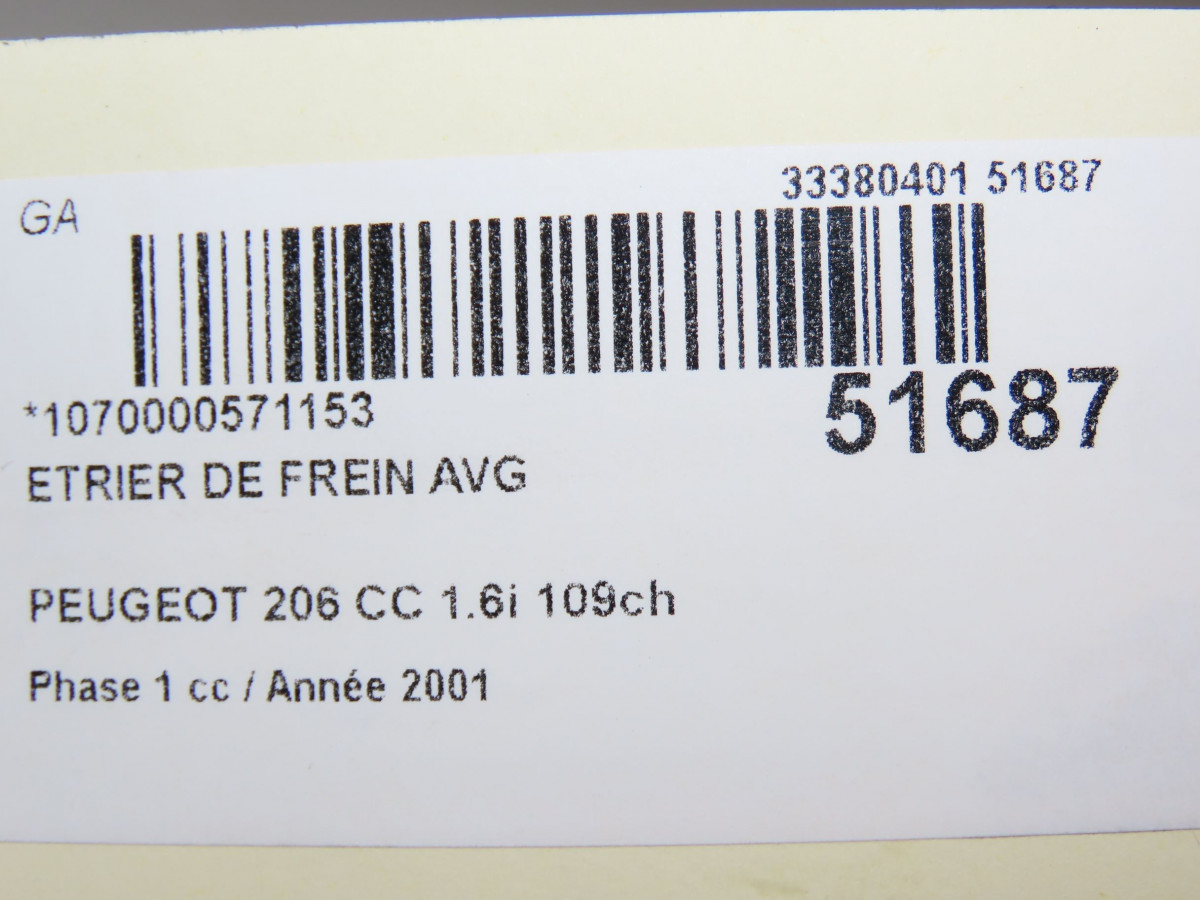 33380401 51687
GA
*1070000571153
51687
ETRIER DE FREIN AVG
PEUGEOT 206 CC 1.6i 109ch
Phase 1 cc / Année 2001